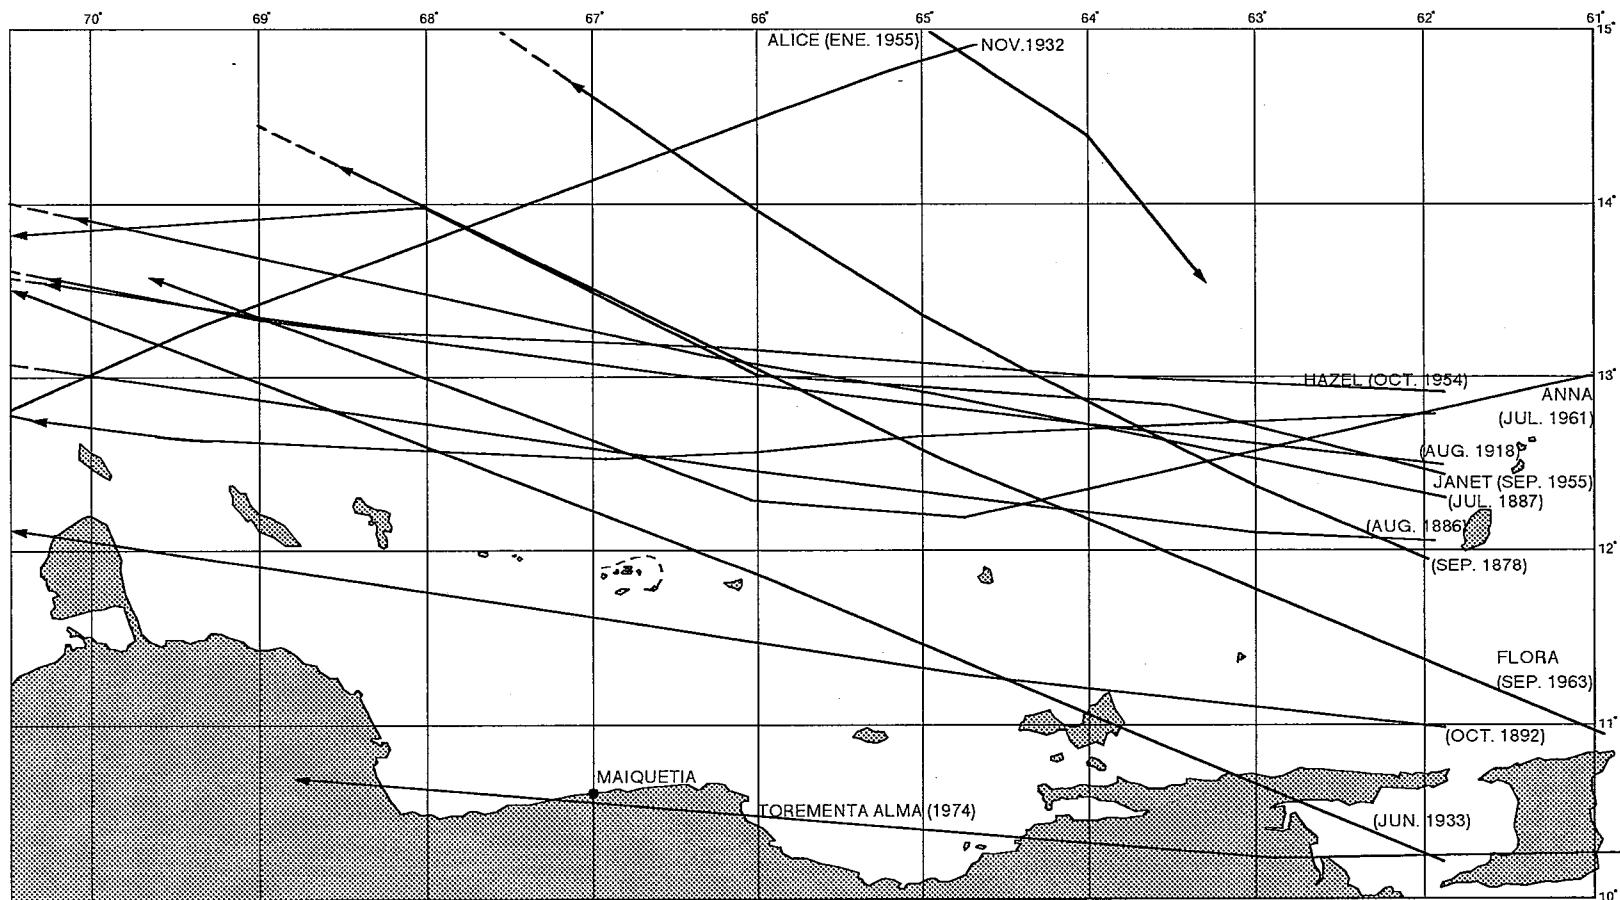 70° 69° 68° 67° 66° 65° 64° 63° 62° 61°
15°
ALICE (ENE. 1955)
NOV.1932
14°
13°
HAZEL (OCT. 1954)
ANNA
(JUL. 1961)
(AUG. 1918)
JANET (SEP. 1955)
(JUL. 1887)
(AUG. 1886)
12°
(SEP. 1878)
FLORA
(SEP. 1963)
11°
(OCT. 1892)
MAIQUETIA
TOREMENTA ALMA (1974)
(JUN. 1933)
10°